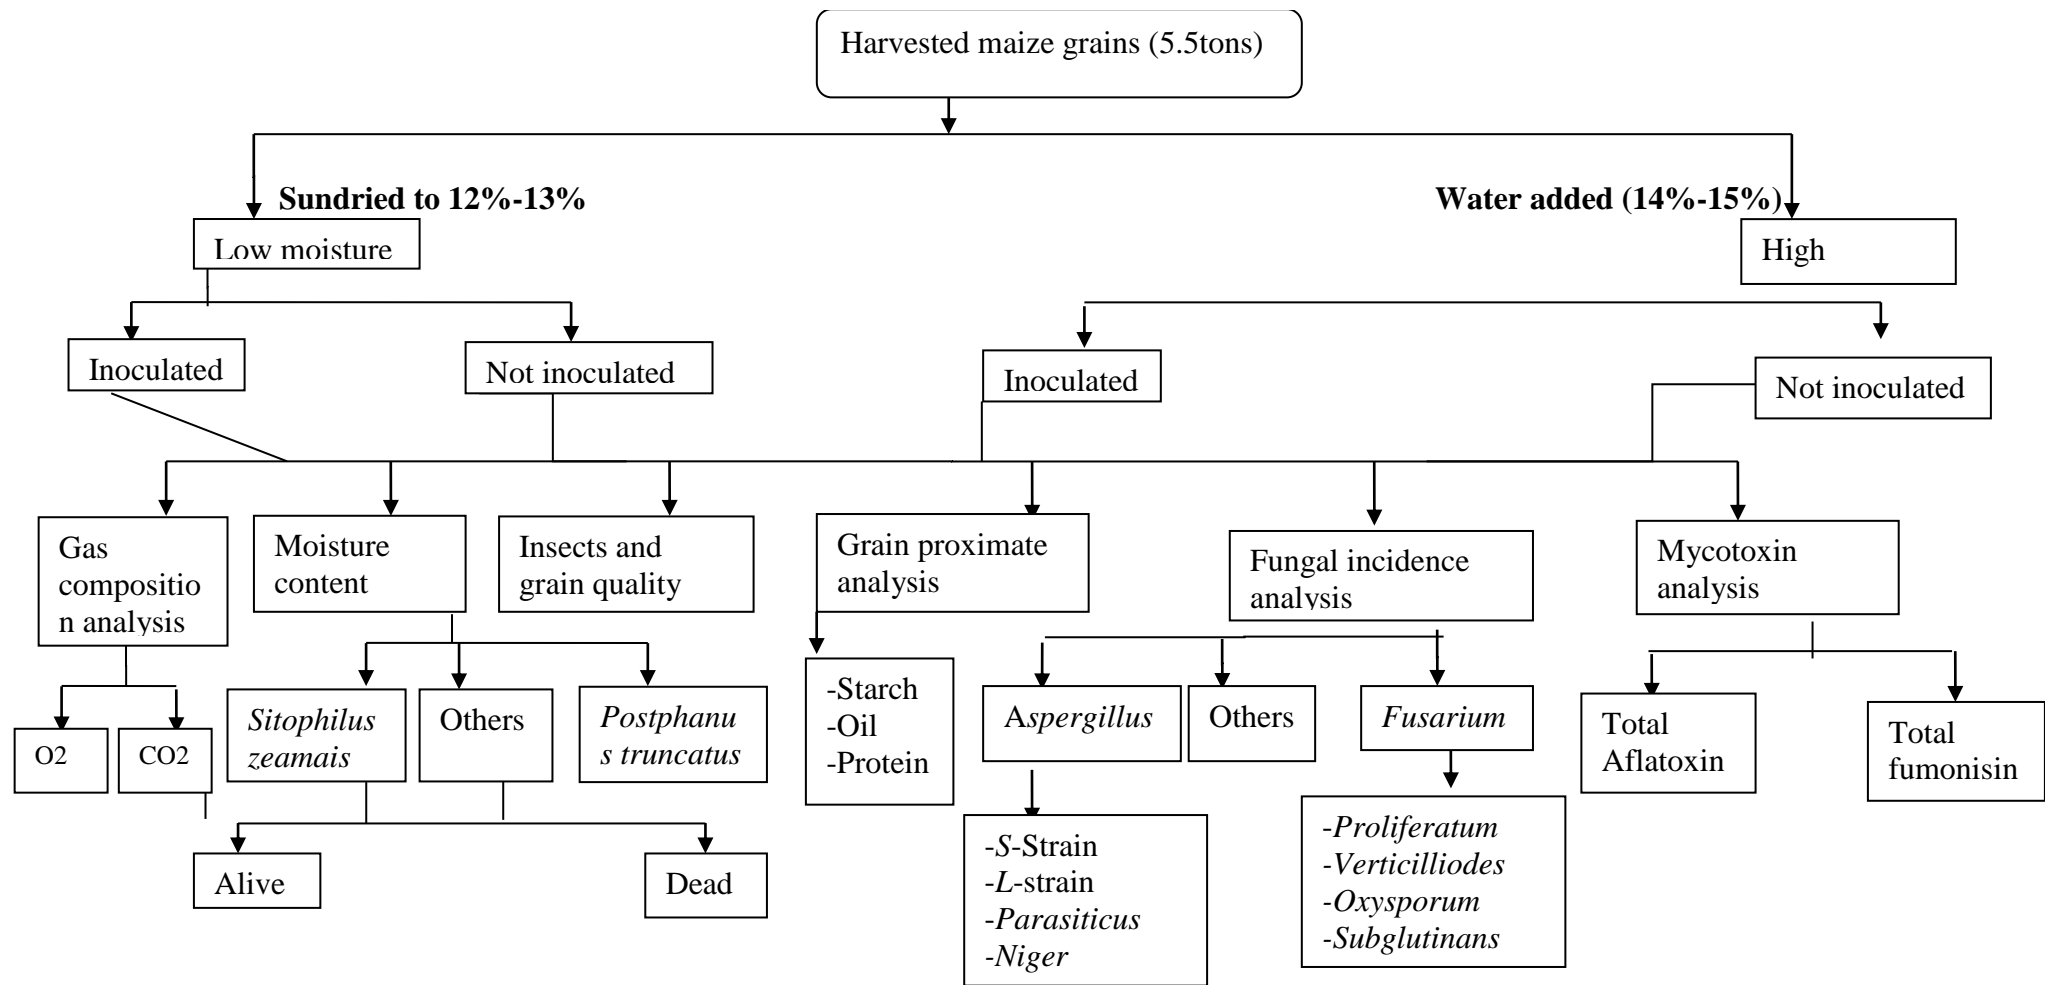 Harvested maize grains (5.5tons)
Sundried to 12%-13%
Water added (14%-15%)
Low moisture
High
Inoculated
Not inoculated
Inoculated
Not inoculated
Gas
compositio
n analysis
Moisture
content
Insects and
grain quality
Grain proximate
analysis
Fungal incidence
analysis
Mycotoxin
analysis
O2
CO2
Sitophilus
zeamais
Others
Postphanu
s truncatus
-Starch
-Oil
-Protein
Aspergillus
Others
Fusarium
Total
Aflatoxin
Total
fumonisin
Alive
Dead
-S-Strain
-L-strain
-Parasiticus
-Niger
-Proliferatum
-Verticilliodes
-Oxysporum
-Subglutinans